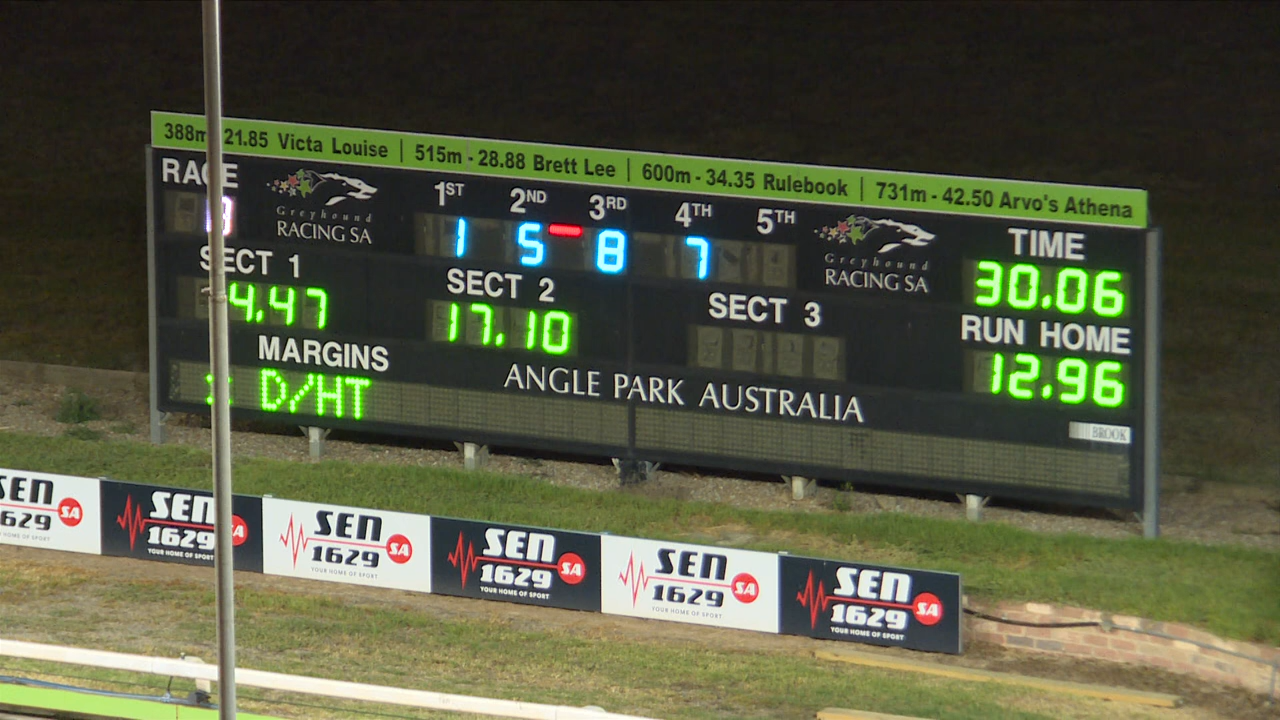 388m - 21.85 Victa Louise | 515m - 28.88 Brett Lee | 600m - 34.35 Rulebook | 731m - 42.50 Arvo's Athena
RACE
Greyhound
RACING SA
1ST 2ND 3RD 4TH 5TH
1 5 - 8 7
Greyhound
RACING SA
TIME
30.06
SECT 1
4.47
SECT 2
17.10
SECT 3
RUN HOME
12.96
MARGINS
D/HT
ANGLE PARK AUSTRALIA
BROOK
SEN
1629 SA
YOUR HOME OF SPORT
SEN
1629 SA
YOUR HOME OF SPORT
SEN
1629 SA
YOUR HOME OF SPORT
SEN
1629 SA
YOUR HOME OF SPORT
SEN
1629 SA
YOUR HOME OF SPORT
SEN
1629 SA
YOUR HOME OF SPORT